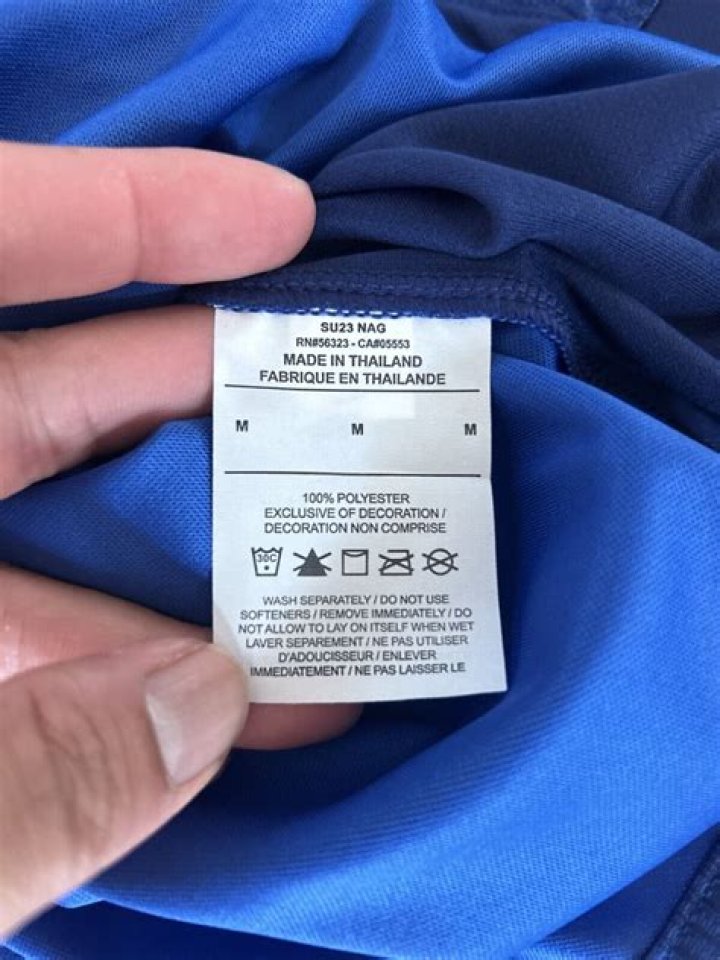 SU23 NAG
RN#56323 - CA#05553
MADE IN THAILAND
FABRIQUE EN THAILANDE
M M M
100% POLYESTER
EXCLUSIVE OF DECORATION /
DECORATION NON COMPRISE
30C
WASH SEPARATELY / DO NOT USE
SOFTENERS / REMOVE IMMEDIATELY / DO
NOT ALLOW TO LAY ON ITSELF WHEN WET
LAVER SEPAREMENT / NE PAS UTILISER
D'ADOUCISSEUR / ENLEVER
IMMEDIATEMENT / NE PAS LAISSER LE